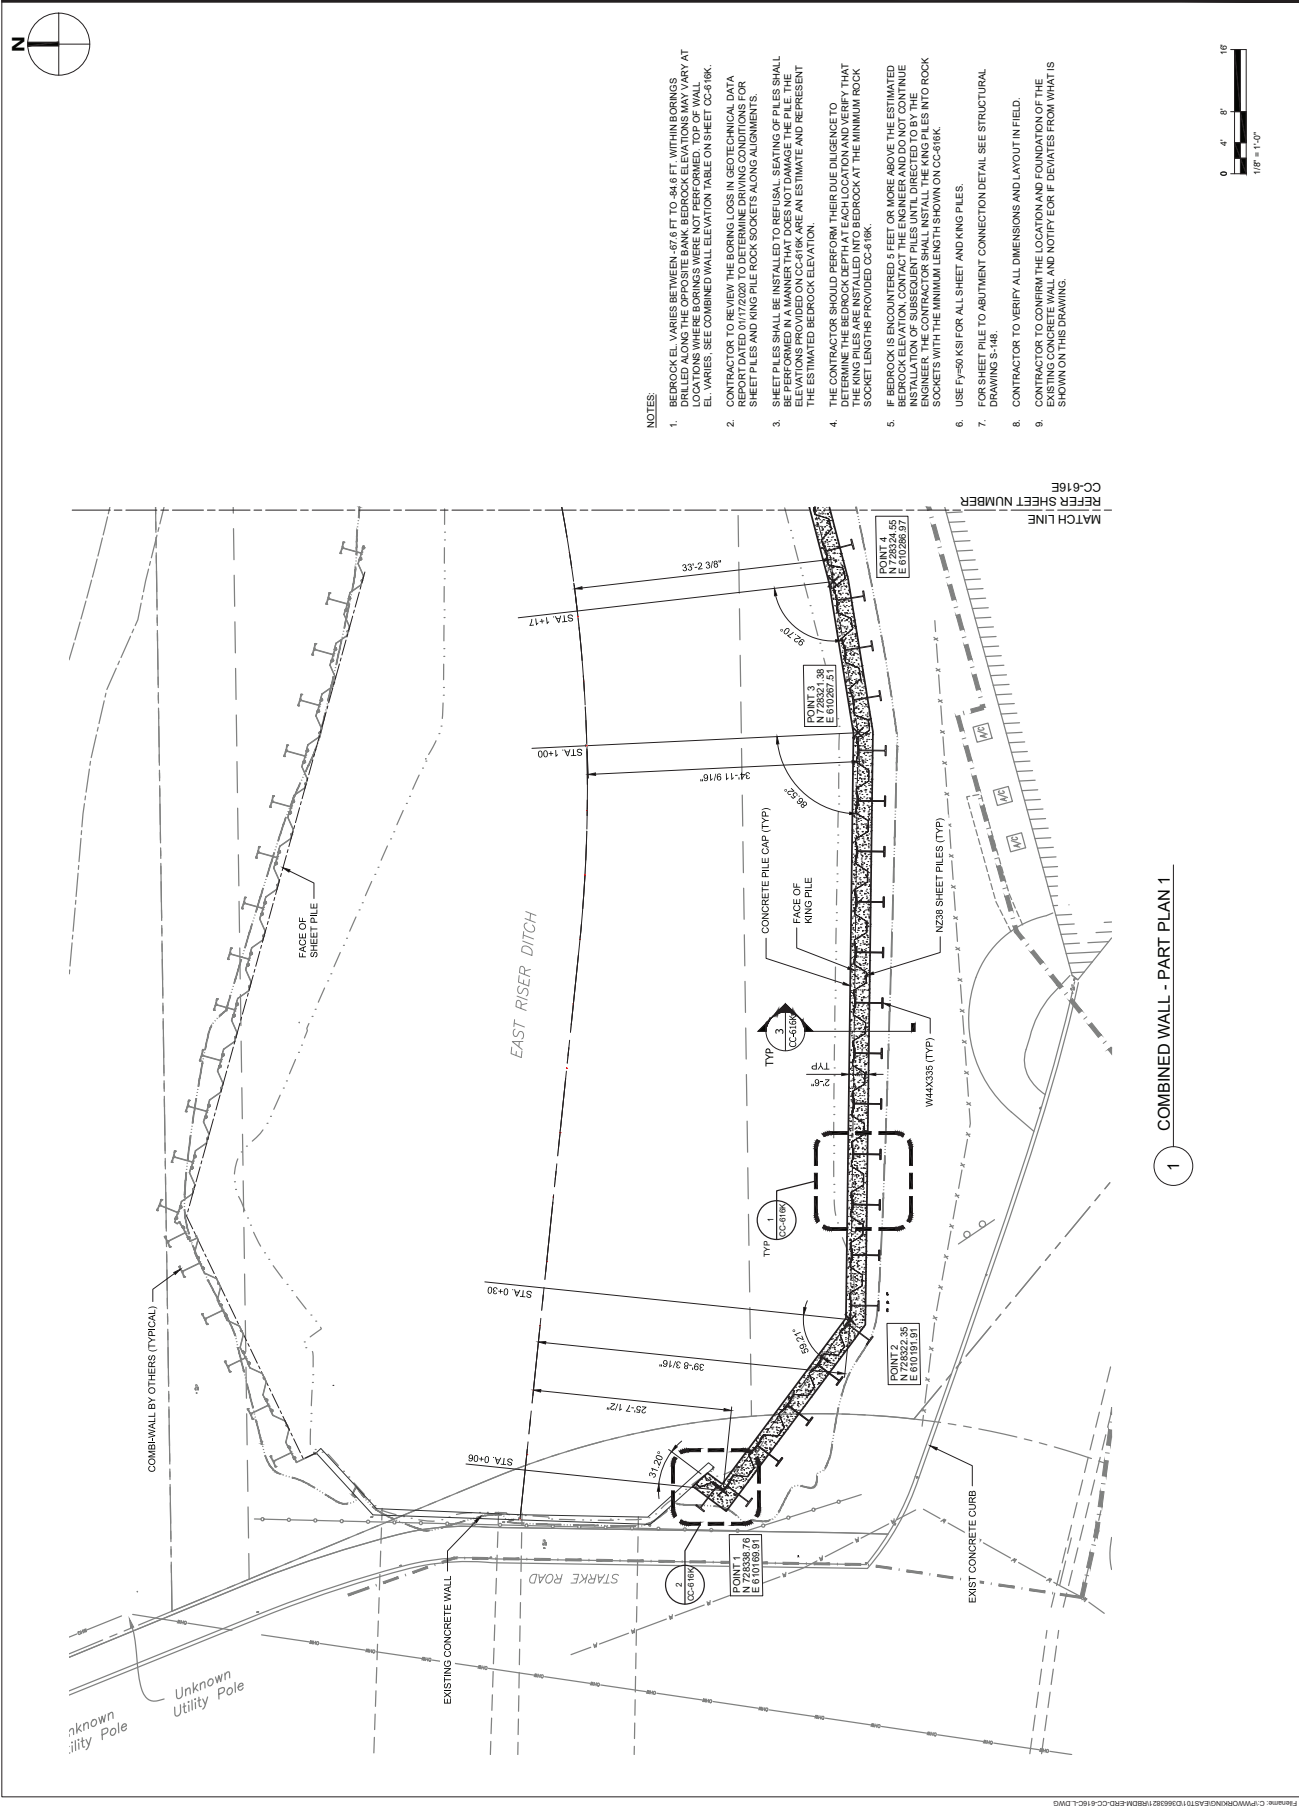 N
NOTES:
1. BEDROCK EL. VARIES BETWEEN -67.6 FT TO -84.6 FT. WITHIN BORINGS
DRILLED ALONG THE OPPOSITE BANK. BEDROCK ELEVATIONS MAY VARY AT
LOCATIONS WHERE BORINGS WERE NOT PERFORMED. TOP OF WALL
EL. VARIES, SEE COMBINED WALL ELEVATION TABLE ON SHEET CC-616K.
2. CONTRACTOR TO REVIEW THE BORING LOGS IN GEOTECHNICAL DATA
REPORT DATED 01/17/2020 TO DETERMINE DRIVING CONDITIONS FOR
SHEET PILES AND KING PILE ROCK SOCKETS ALONG ALIGNMENTS.
3. SHEET PILES SHALL BE INSTALLED TO REFUSAL. SEATING OF PILES SHALL
BE PERFORMED IN A MANNER THAT DOES NOT DAMAGE THE PILE. THE
ELEVATIONS PROVIDED ON CC-616K ARE AN ESTIMATE AND REPRESENT
THE ESTIMATED BEDROCK ELEVATION.
4. THE CONTRACTOR SHOULD PERFORM THEIR DUE DILIGENCE TO
DETERMINE THE BEDROCK DEPTH AT EACH LOCATION AND VERIFY THAT
THE KING PILES ARE INSTALLED INTO BEDROCK AT THE MINIMUM ROCK
SOCKET LENGTHS PROVIDED CC-616K.
5. IF BEDROCK IS ENCOUNTERED 5 FEET OR MORE ABOVE THE ESTIMATED
BEDROCK ELEVATION, CONTACT THE ENGINEER AND DO NOT CONTINUE
INSTALLATION OF SUBSEQUENT PILES UNTIL DIRECTED TO BY THE
ENGINEER. THE CONTRACTOR SHALL INSTALL THE KING PILES INTO ROCK
SOCKETS WITH THE MINIMUM LENGTH SHOWN ON CC-616K.
6. USE Fy=50 KSI FOR ALL SHEET AND KING PILES.
7. FOR SHEET PILE TO ABUTMENT CONNECTION DETAIL SEE STRUCTURAL
DRAWING S-148.
8. CONTRACTOR TO VERIFY ALL DIMENSIONS AND LAYOUT IN FIELD.
9. CONTRACTOR TO CONFIRM THE LOCATION AND FOUNDATION OF THE
EXISTING CONCRETE WALL AND NOTIFY EOR IF DEVIATES FROM WHAT IS
SHOWN ON THIS DRAWING.
0 4' 8' 16'
1/8" = 1'-0"
MATCH LINE
REFER SHEET NUMBER
CC-616E
COMBI-WALL BY OTHERS (TYPICAL)
FACE OF
SHEET PILE
EAST RISER DITCH
STA. 0+06
STA. 0+30
STA. 1+00
STA. 1+17
25'-7 1/2"
39'-8 3/16"
34'-11 9/16"
33'-2 3/8"
31.20°
59.21°
86.52°
92.70°
POINT 1
N 728338.76
E 610169.91
POINT 2
N 728322.35
E 610191.91
POINT 3
N 728321.38
E 610267.51
POINT 4
N 728324.55
E 610286.97
2
CC-616K
TYP
1
CC-616K
TYP
3
CC-616K
2'-6"
TYP
CONCRETE PILE CAP (TYP)
FACE OF
KING PILE
NZ38 SHEET PILES (TYP)
W44X335 (TYP)
A/C
A/C
A/C
EXISTING CONCRETE WALL
STARKE ROAD
EXIST CONCRETE CURB
Unknown
Utility Pole
nknown
ility Pole
1
COMBINED WALL - PART PLAN 1